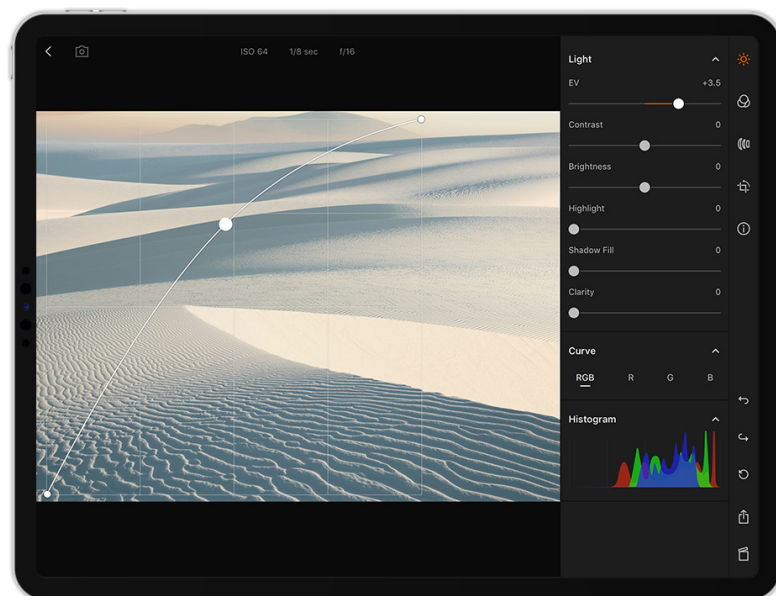 ISO 64 1/8 sec f/16
Light
EV +3.5
Contrast 0
Brightness 0
Highlight 0
Shadow Fill 0
Clarity 0
Curve
RGB R G B
Histogram